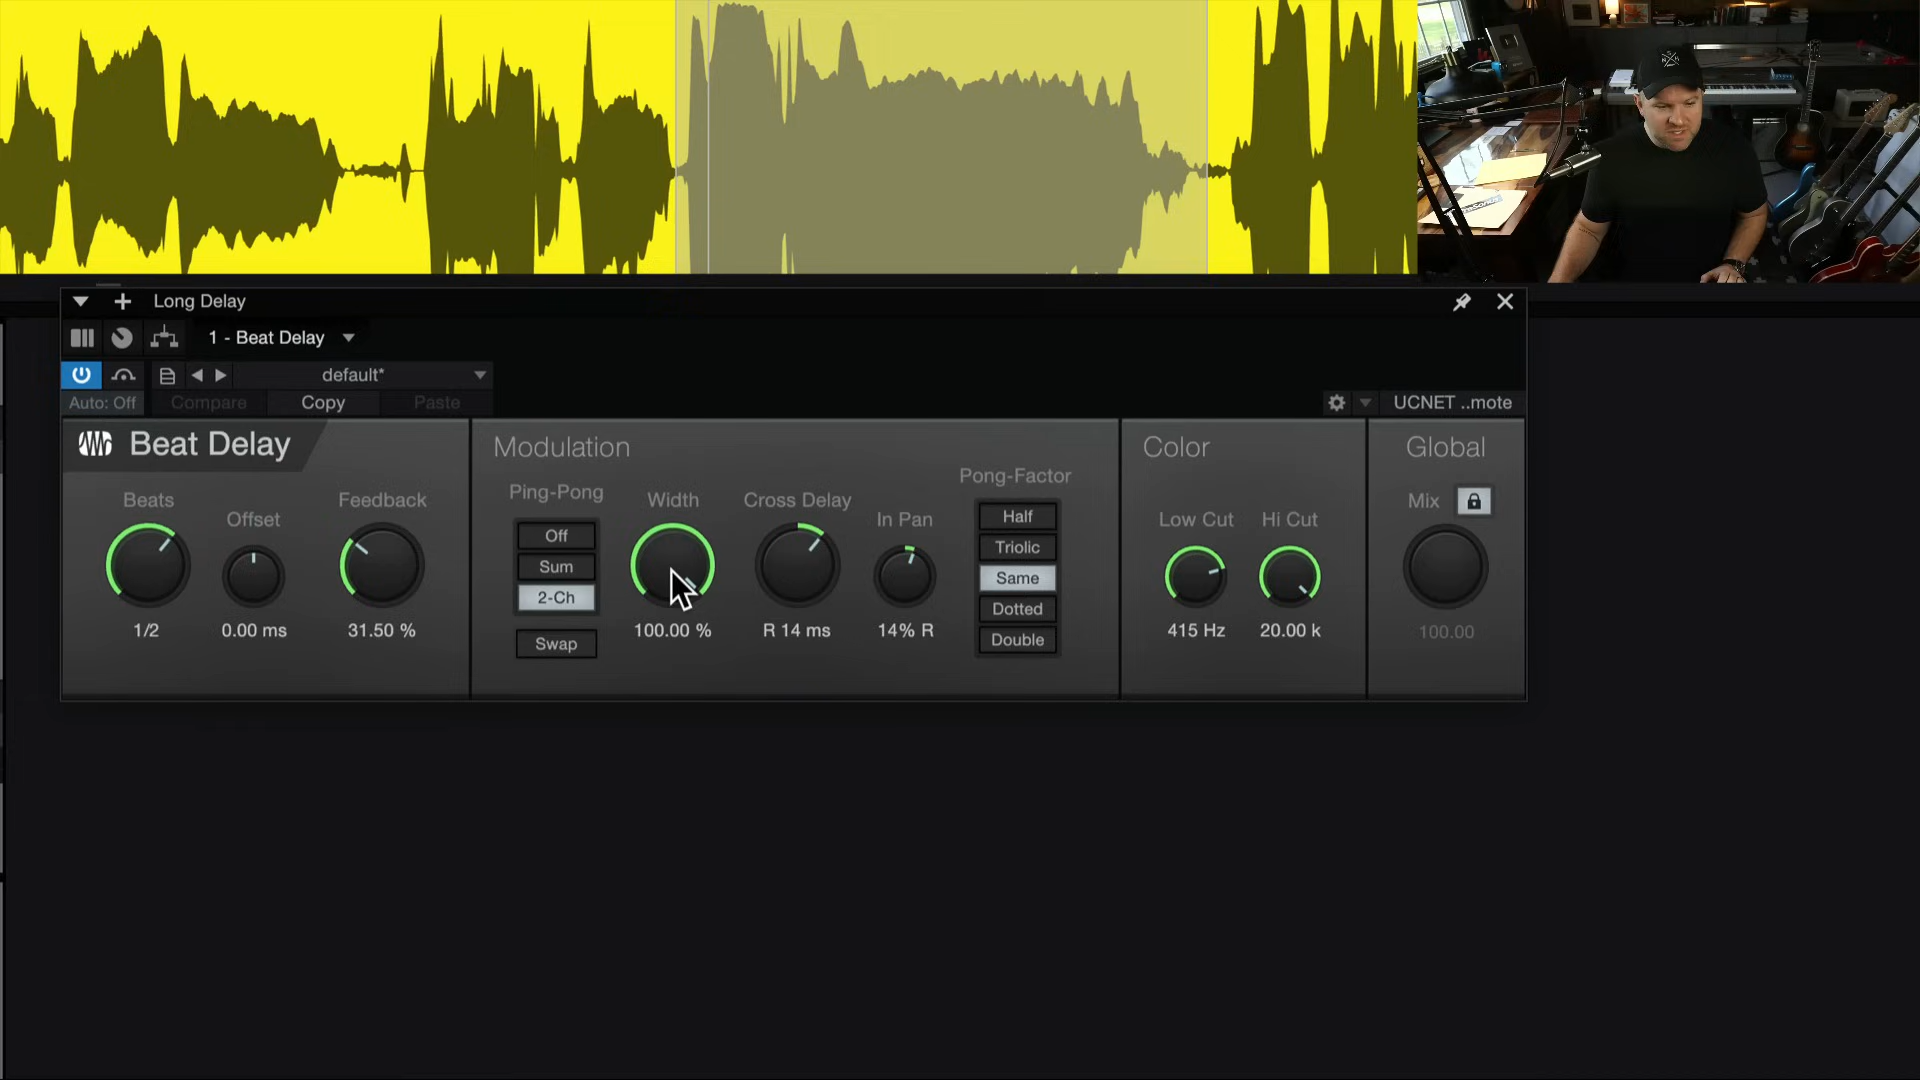 Long Delay
1 - Beat Delay
default*
Auto: Off
Compare
Copy
Paste
UCNET ..mote
Beat Delay
Modulation
Color
Global
Beats
Offset
Feedback
1/2
0.00 ms
31.50 %
Ping-Pong
Off
Sum
2-Ch
Swap
Width
100.00 %
Cross Delay
R 14 ms
In Pan
14% R
Pong-Factor
Half
Triolic
Same
Dotted
Double
Low Cut
415 Hz
Hi Cut
20.00 k
Mix
100.00